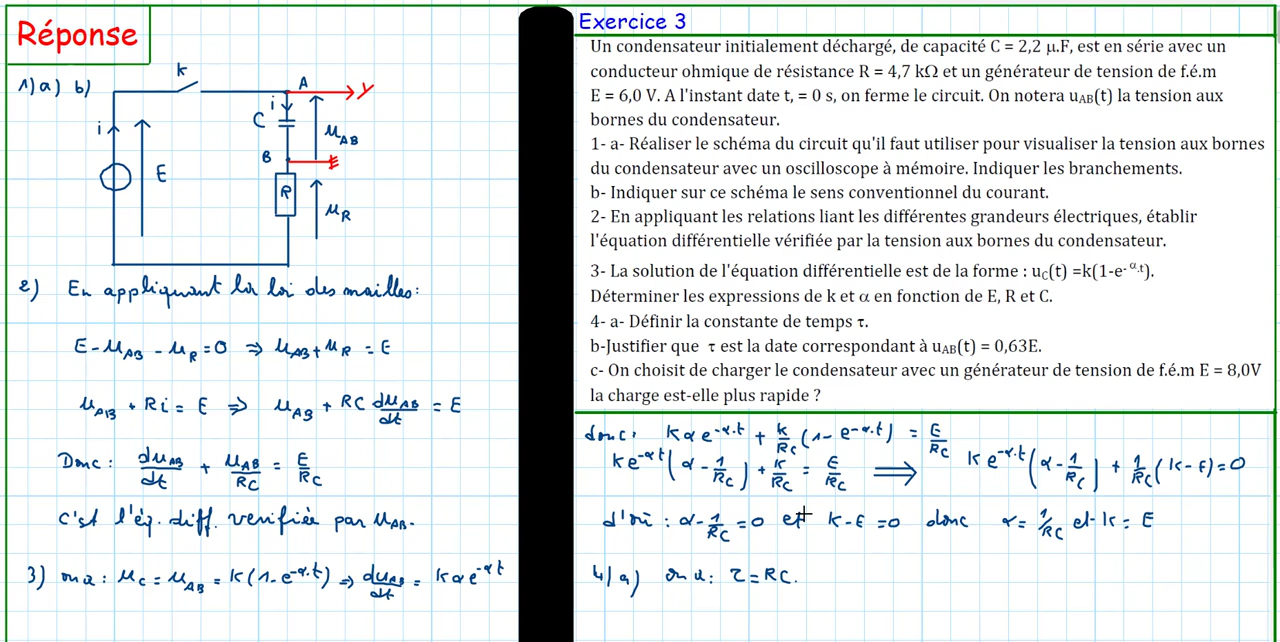 Réponse
1) a) b)
k
A
Y
i
i
C
u_AB
B
E
R
u_R
2) En appliquant la loi des mailles:
E - u_AB - u_R = 0 ⇒ u_AB + u_R = E
u_AB + Ri = E ⇒ u_AB + RC du_AB/dt = E
Donc: du_AB/dt + u_AB/RC = E/RC
C'est l'éq. diff. verifiée par u_AB.
3) on a: u_C = u_AB = k(1-e^-α.t) ⇒ du_AB/dt = kαe^-αt
Exercice 3
Un condensateur initialement déchargé, de capacité C = 2,2 μ.F, est en série avec un
conducteur ohmique de résistance R = 4,7 kΩ et un générateur de tension de f.é.m
E = 6,0 V. A l'instant date t, = 0 s, on ferme le circuit. On notera u_AB(t) la tension aux
bornes du condensateur.
1- a- Réaliser le schéma du circuit qu'il faut utiliser pour visualiser la tension aux bornes
du condensateur avec un oscilloscope à mémoire. Indiquer les branchements.
b- Indiquer sur ce schéma le sens conventionnel du courant.
2- En appliquant les relations liant les différentes grandeurs électriques, établir
l'équation différentielle vérifiée par la tension aux bornes du condensateur.
3- La solution de l'équation différentielle est de la forme : u_C(t) =k(1-e^-α.t).
Déterminer les expressions de k et α en fonction de E, R et C.
4- a- Définir la constante de temps τ.
b-Justifier que τ est la date correspondant à u_AB(t) = 0,63E.
c- On choisit de charger le condensateur avec un générateur de tension de f.é.m E = 8,0V
la charge est-elle plus rapide ?
donc: kαe^-α.t + k/RC (1-e^-α.t) = E/RC
ke^-αt(α - 1/RC) + k/RC = E/RC ⟹ ke^-α.t(α - 1/RC) + 1/RC (k-E) = 0
d'où : α - 1/RC = 0 et k - E = 0 donc α = 1/RC et k = E
4/a) on a: τ = RC.